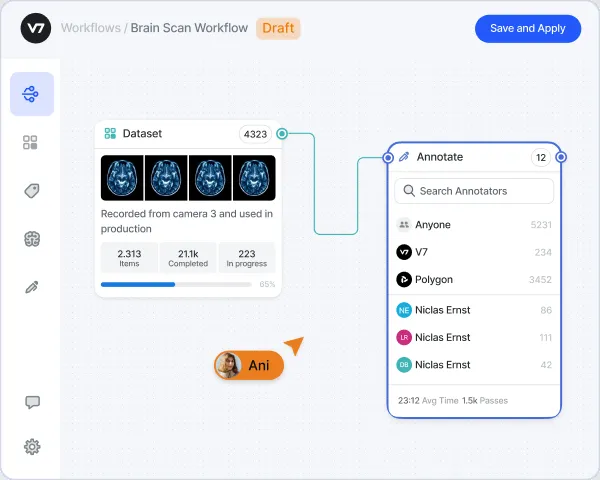 V7 Workflows / Brain Scan Workflow Draft Save and Apply
Dataset 4323
Recorded from camera 3 and used in
production
2.313 21.1k 223
Items Completed In progress
65%
Annotate 12
Search Annotators
Anyone 5231
V7 V7 234
Polygon 3452
NE Niclas Ernst 86
LR Niclas Ernst 111
DB Niclas Ernst 42
23:12 Avg Time 1.5k Passes
Ani